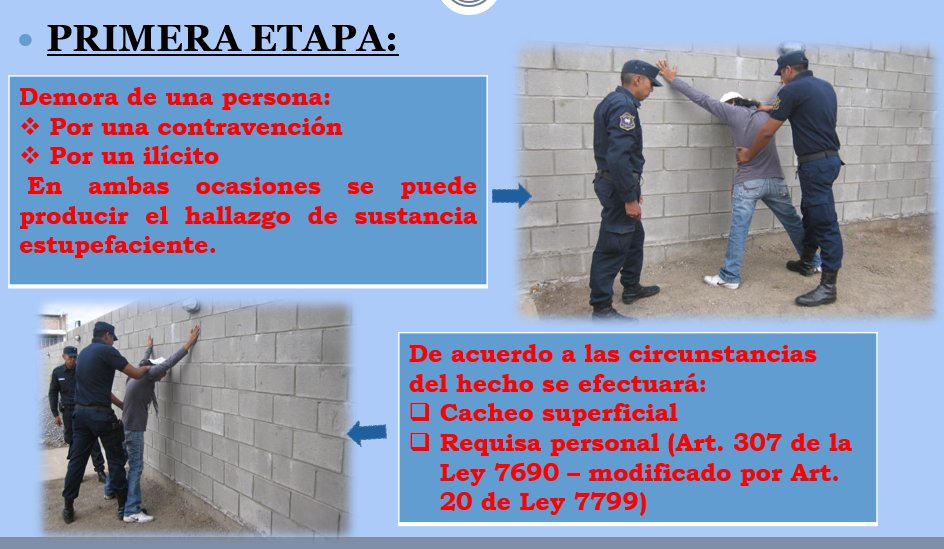 PRIMERA ETAPA:
Demora de una persona:
Por una contravención
Por un ilícito
En ambas ocasiones se puede
producir el hallazgo de sustancia
estupefaciente.
De acuerdo a las circunstancias
del hecho se efectuará:
Cacheo superficial
Requisa personal (Art. 307 de la
Ley 7690 – modificado por Art.
20 de Ley 7799)